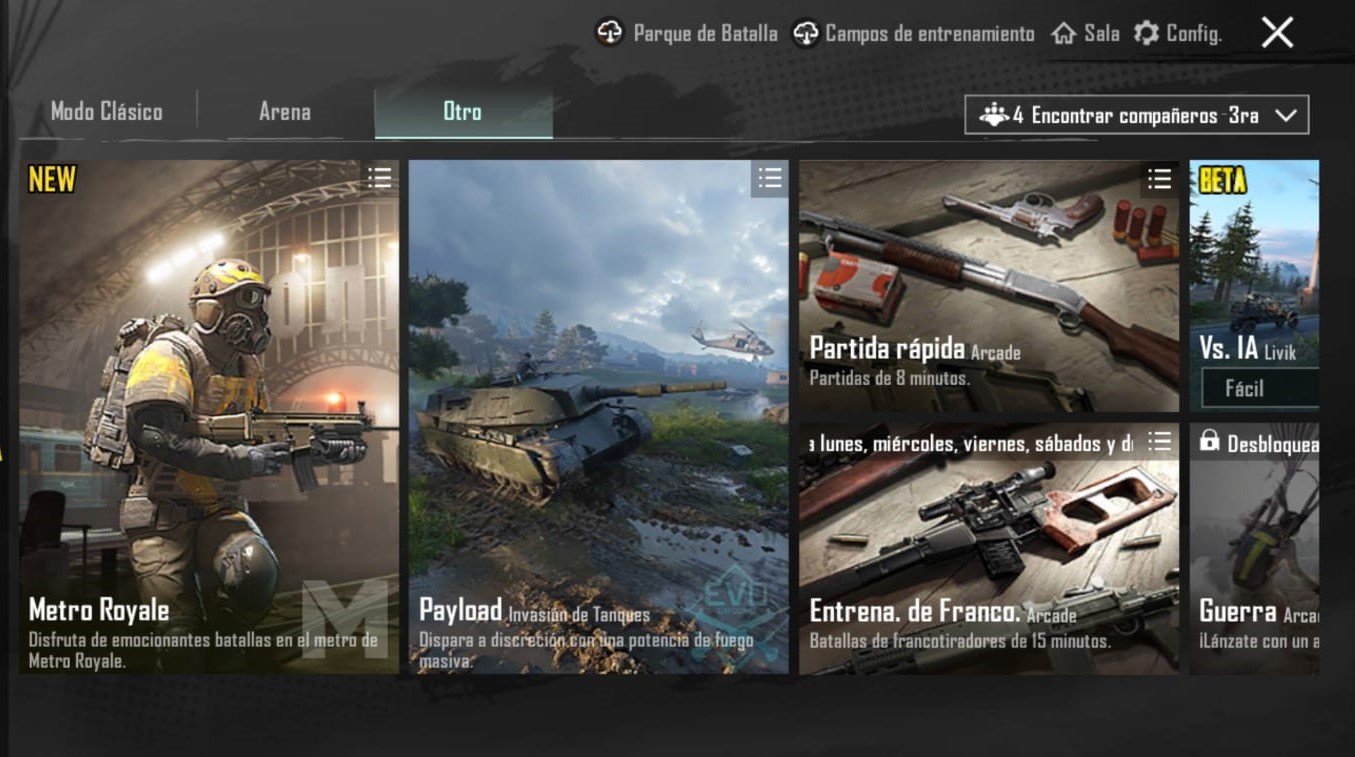 Parque de Batalla
Campos de entrenamiento
Sala
Config.
Modo Clásico
Arena
Otro
4 Encontrar compañeros -3ra
NEW
Metro Royale
Disfruta de emocionantes batallas en el metro de
Metro Royale.
M
Payload Invasión de Tanques
Dispara a discreción con una potencia de fuego
masiva.
EVO
Partida rápida Arcade
Partidas de 8 minutos.
a lunes, miércoles, viernes, sábados y d
Entrena. de Franco. Arcade
Batallas de francotiradores de 15 minutos.
BETA
Vs. IA Livik
Fácil
Desbloquea
Guerra Arca
¡Lánzate con un a